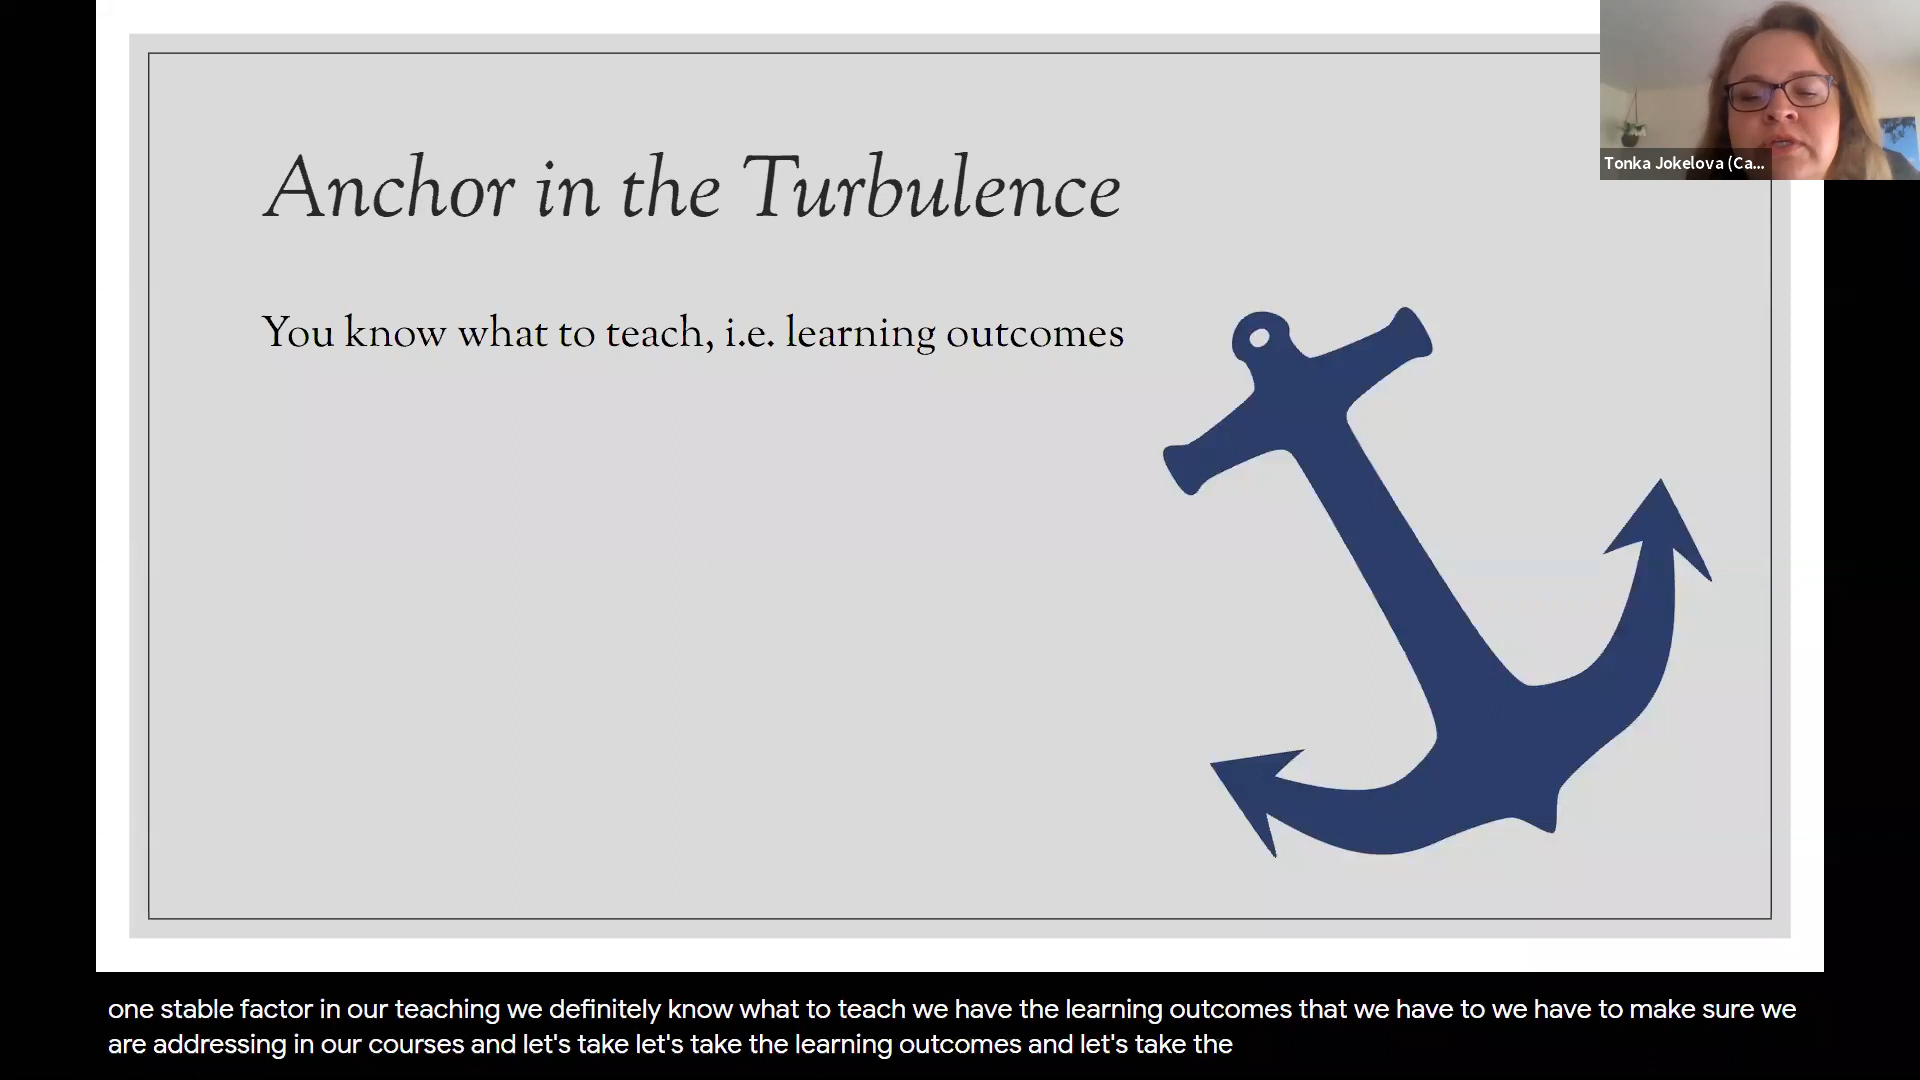 Anchor in the Turbulence
You know what to teach, i.e. learning outcomes
Tonka Jokelova (Ca...
one stable factor in our teaching we definitely know what to teach we have the learning outcomes that we have to we have to make sure we
are addressing in our courses and let's take let's take the learning outcomes and let's take the